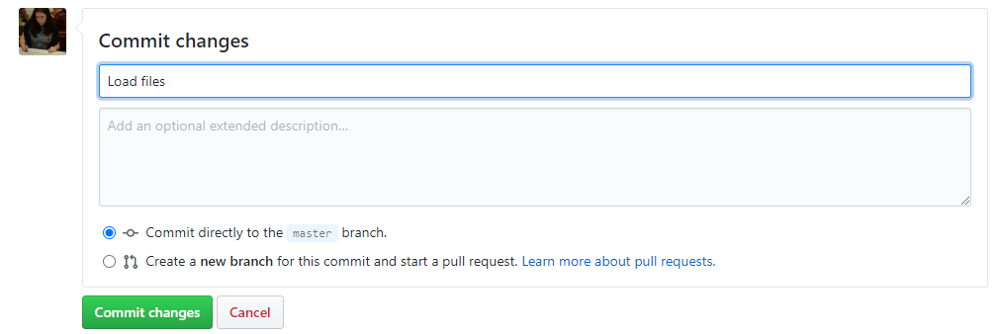 Commit changes
Load files
Add an optional extended description...
Commit directly to the master branch.
Create a new branch for this commit and start a pull request. Learn more about pull requests.
Commit changes Cancel